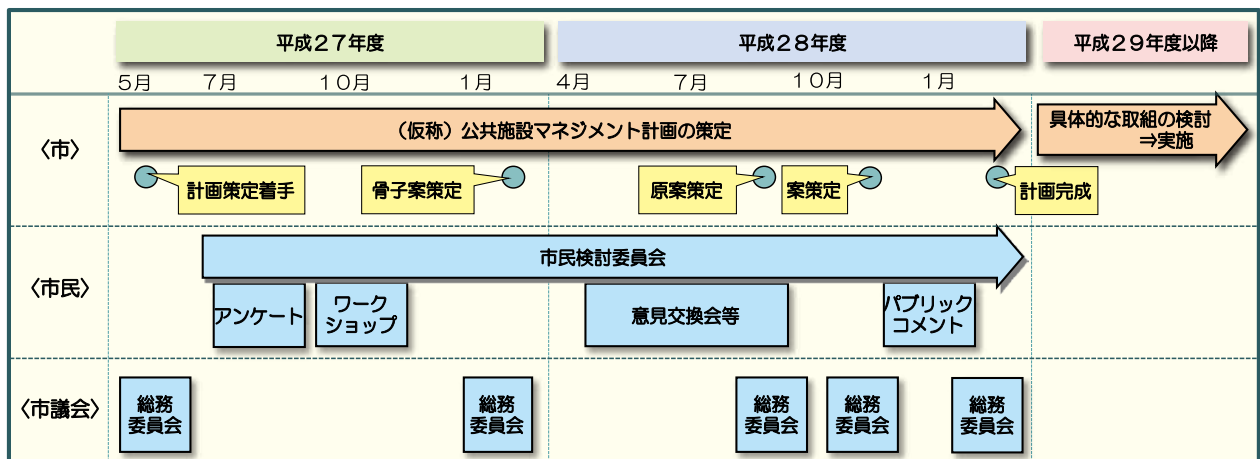 平成２７年度
平成２８年度
平成２９年度以降
５月
７月
１０月
１月
４月
７月
１０月
１月
〈市〉
（仮称）公共施設マネジメント計画の策定
具体的な取組の検討
⇒実施
計画策定着手
骨子案策定
原案策定
案策定
計画完成
〈市民〉
市民検討委員会
アンケート
ワーク
ショップ
意見交換会等
パブリック
コメント
〈市議会〉
総務
委員会
総務
委員会
総務
委員会
総務
委員会
総務
委員会